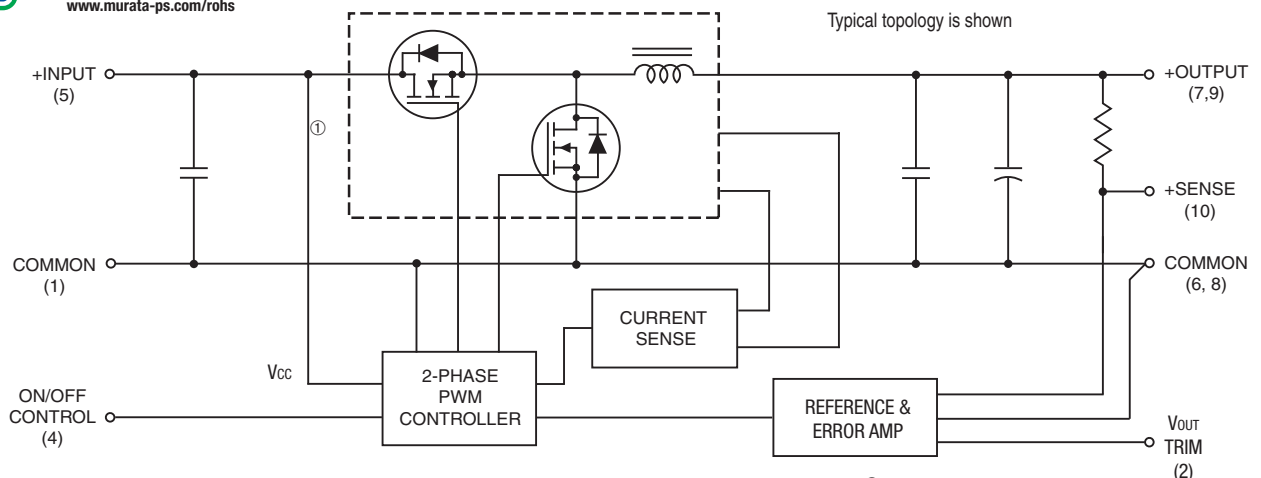 www.murata-ps.com/rohs
Typical topology is shown
+INPUT
(5)
①
+OUTPUT
(7,9)
+SENSE
(10)
COMMON
(1)
COMMON
(6, 8)
CURRENT
SENSE
VCC
2-PHASE
PWM
CONTROLLER
ON/OFF
CONTROL
(4)
REFERENCE &
ERROR AMP
VOUT
TRIM
(2)